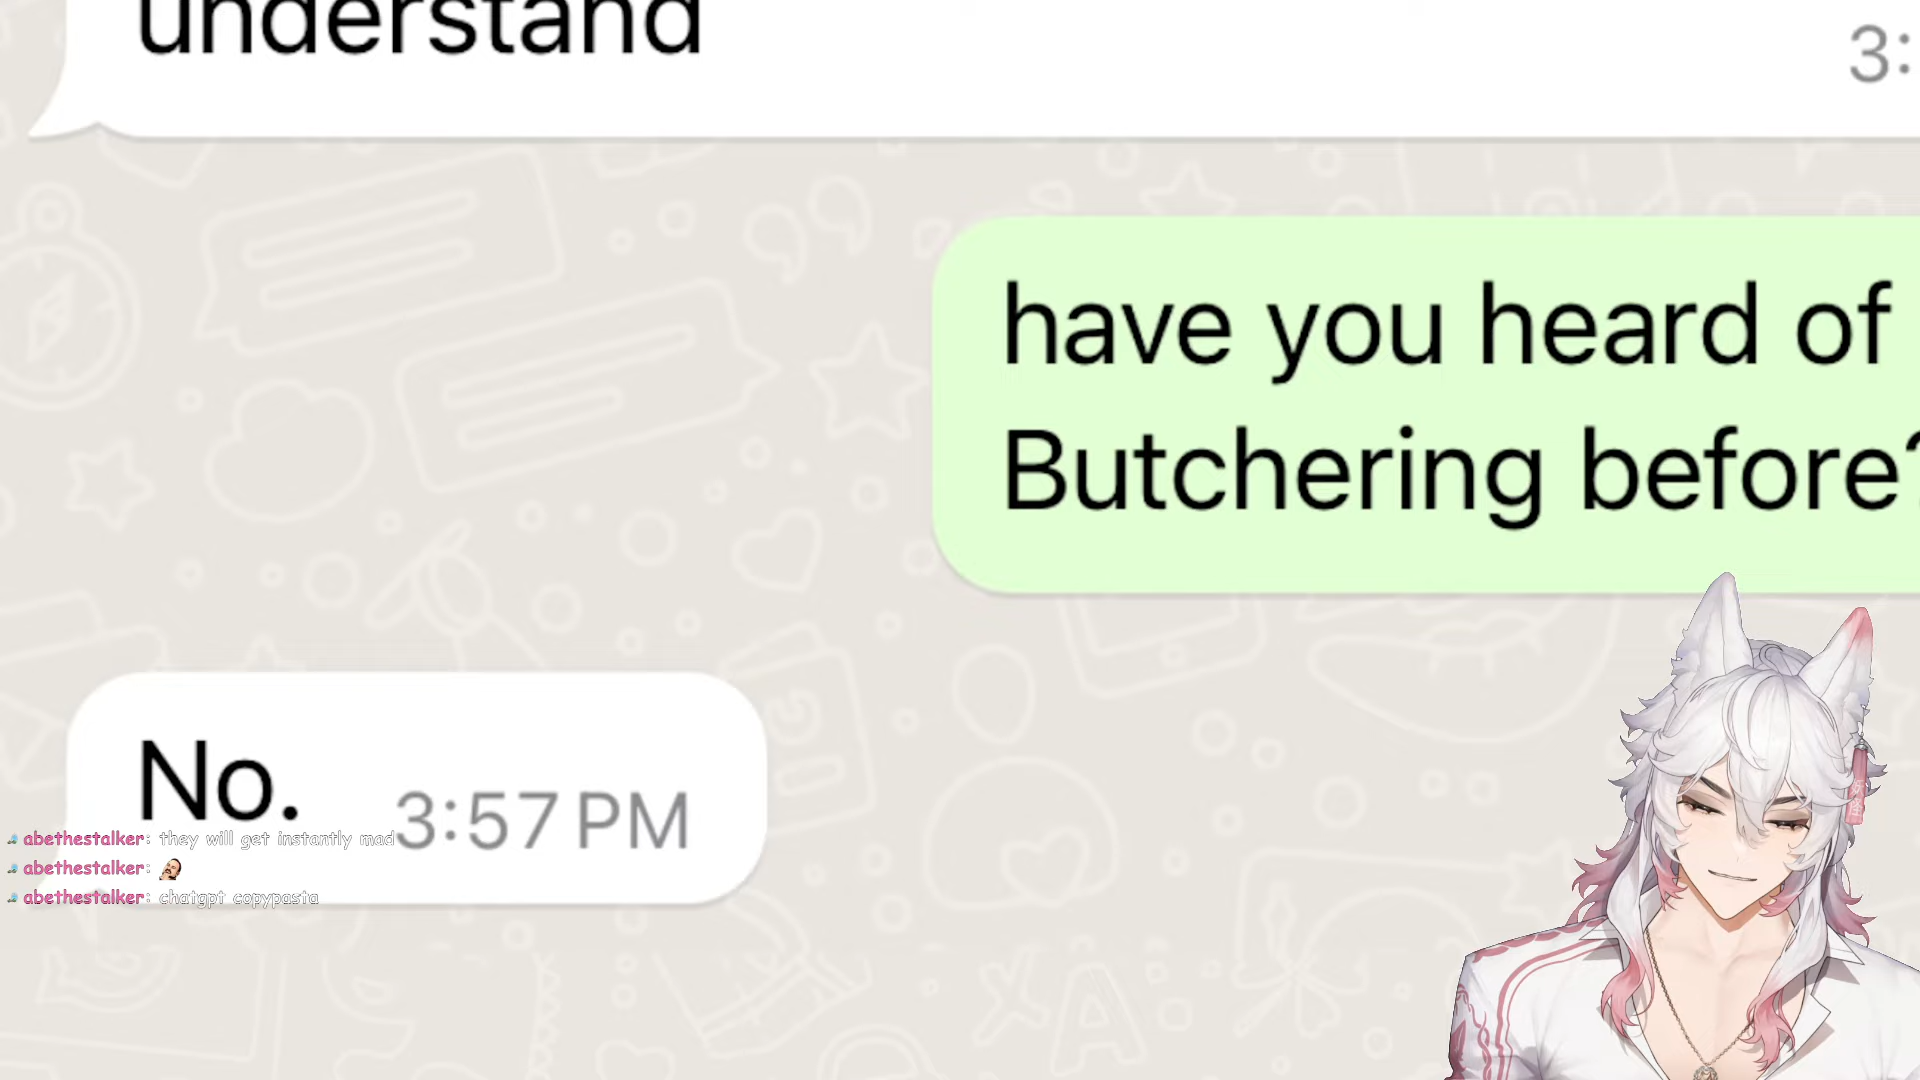 understand
3:
have you heard of
Butchering before?
No.
3:57 PM
abethestalker: they will get instantly mad
abethestalker:
abethestalker: chatgpt copypasta